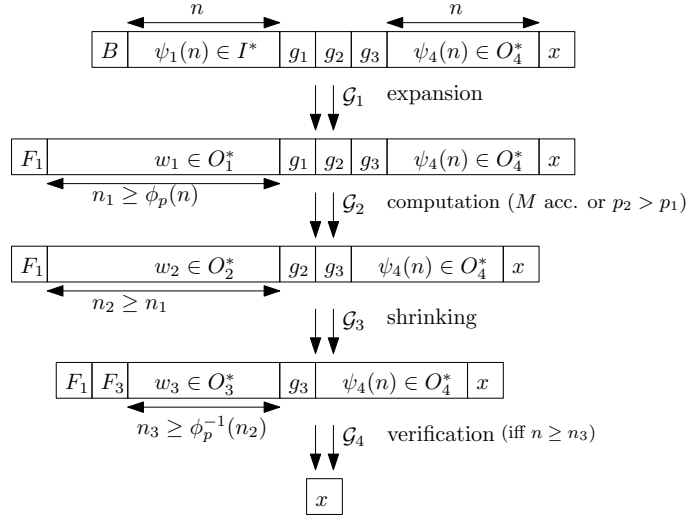 n n
B ψ₁(n) ∈ I* g₁ g₂ g₃ ψ₄(n) ∈ O₄* x
𝒢₁ expansion
F₁ w₁ ∈ O₁* g₁ g₂ g₃ ψ₄(n) ∈ O₄* x
n₁ ≥ ϕₚ(n)
𝒢₂ computation (M acc. or p₂ > p₁)
F₁ w₂ ∈ O₂* g₂ g₃ ψ₄(n) ∈ O₄* x
n₂ ≥ n₁
𝒢₃ shrinking
F₁ F₃ w₃ ∈ O₃* g₃ ψ₄(n) ∈ O₄* x
n₃ ≥ ϕₚ⁻¹(n₂)
𝒢₄ verification (iff n ≥ n₃)
x